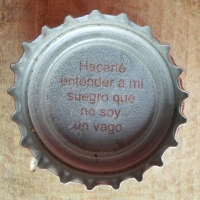 Hacerle
entender a mi
suegro que
no soy
un vago.